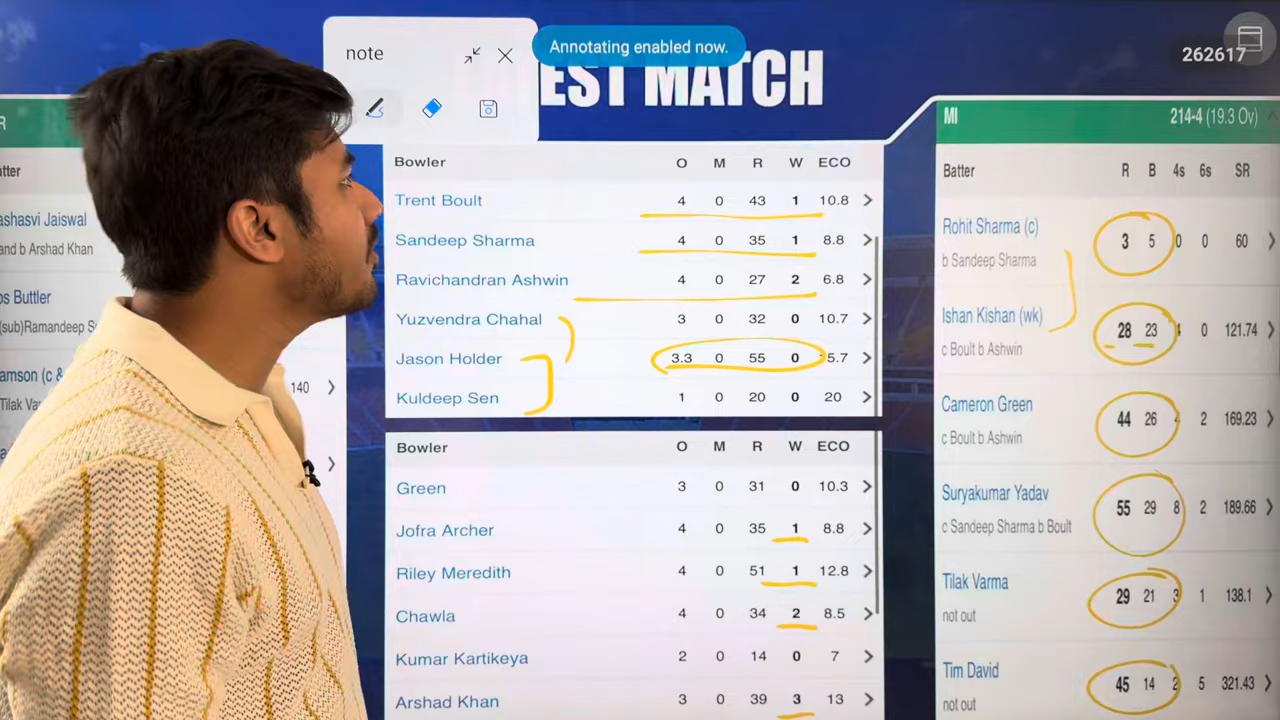 note
Annotating enabled now.
262617
EST MATCH
R
tter
ashasvi Jaiswal
and b Arshad Khan
os Buttler
(sub)Ramandeep S
amson (c &
Tilak Va
140
Bowler O M R W ECO
Trent Boult 4 0 43 1 10.8
Sandeep Sharma 4 0 35 1 8.8
Ravichandran Ashwin 4 0 27 2 6.8
Yuzvendra Chahal 3 0 32 0 10.7
Jason Holder 3.3 0 55 0 5.7
Kuldeep Sen 1 0 20 0 20
Bowler O M R W ECO
Green 3 0 31 0 10.3
Jofra Archer 4 0 35 1 8.8
Riley Meredith 4 0 51 1 12.8
Chawla 4 0 34 2 8.5
Kumar Kartikeya 2 0 14 0 7
Arshad Khan 3 0 39 3 13
MI 214-4 (19.3 Ov)
Batter R B 4s 6s SR
Rohit Sharma (c) 3 5 0 0 60
b Sandeep Sharma
Ishan Kishan (wk) 28 23 4 0 121.74
c Boult b Ashwin
Cameron Green 44 26 4 2 169.23
c Boult b Ashwin
Suryakumar Yadav 55 29 8 2 189.66
c Sandeep Sharma b Boult
Tilak Varma 29 21 3 1 138.1
not out
Tim David 45 14 2 5 321.43
not out